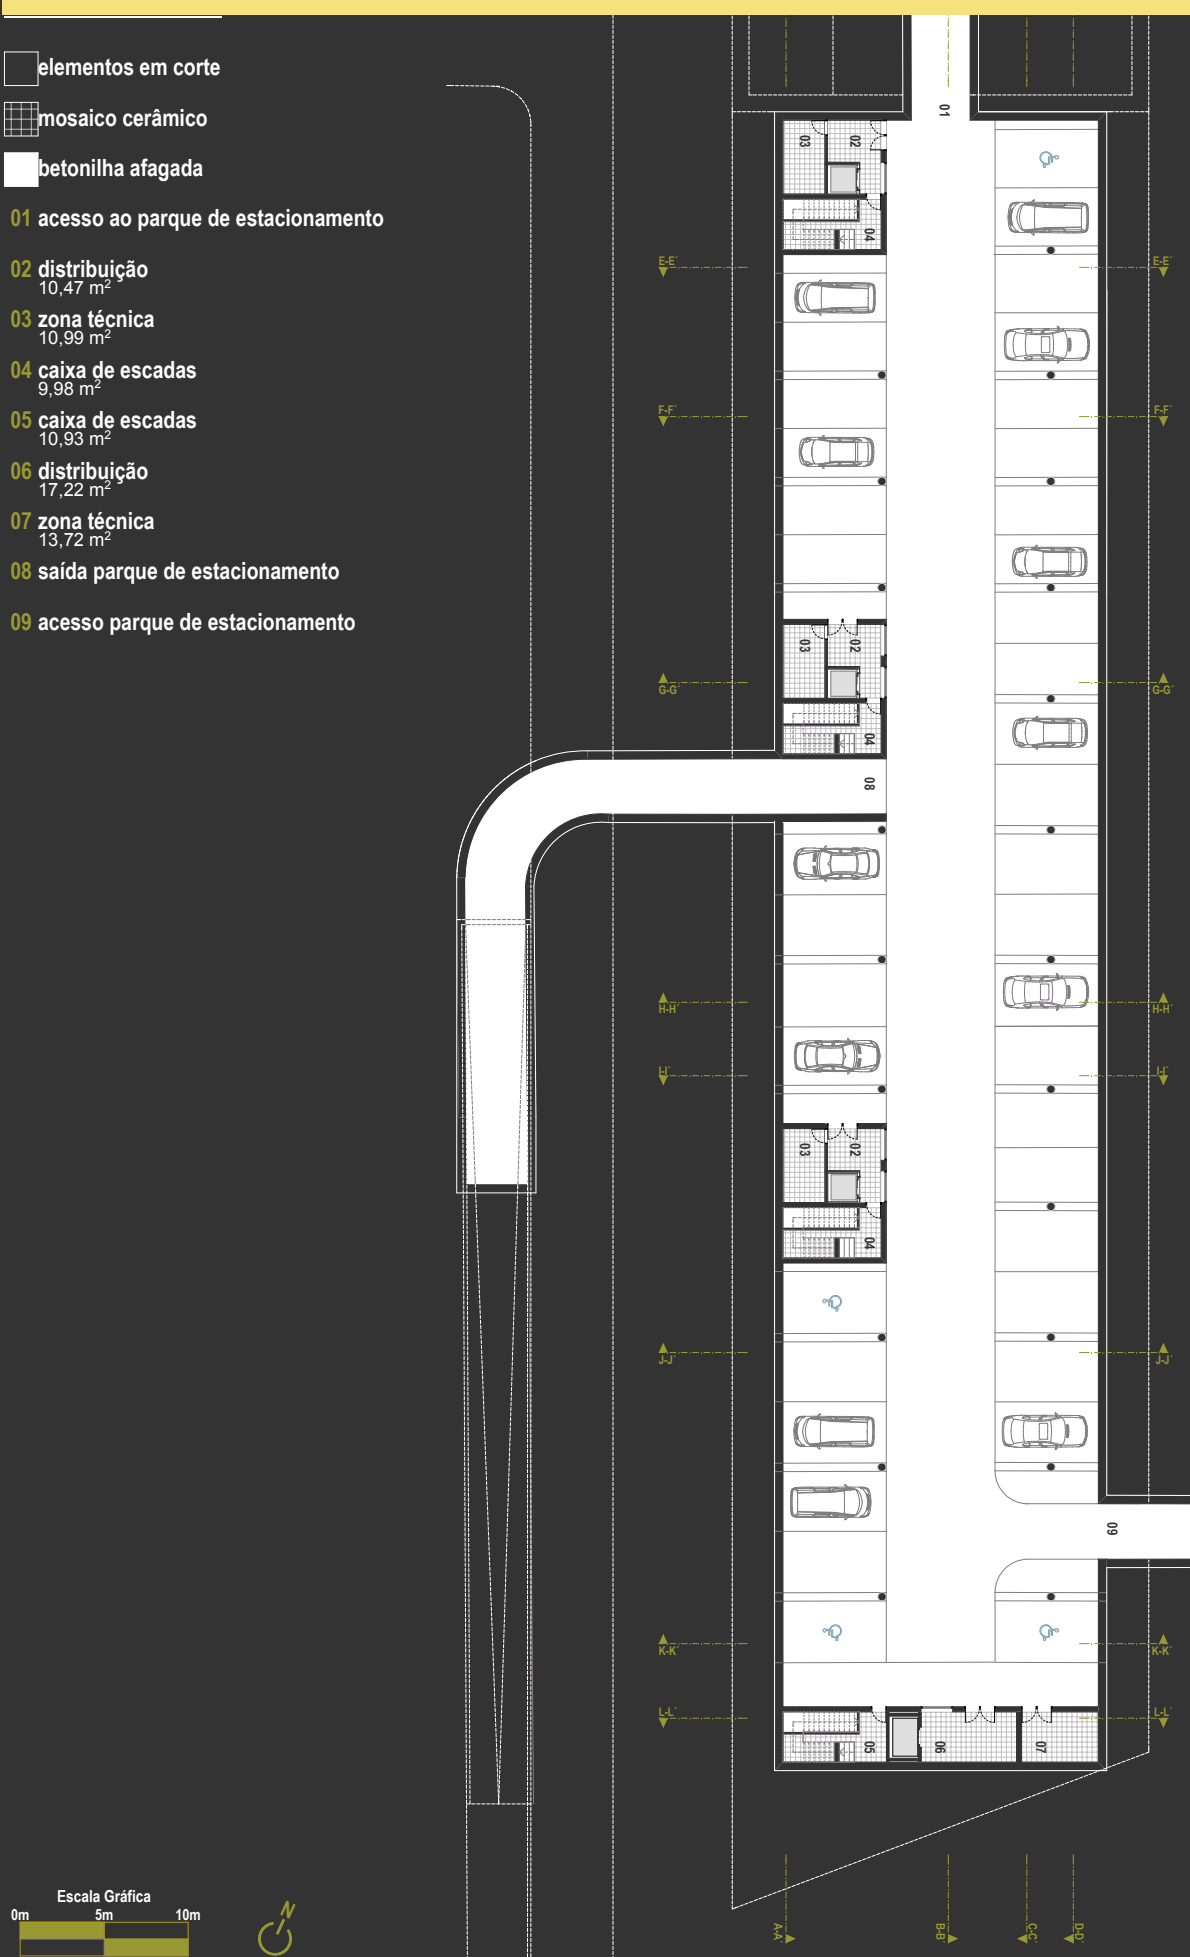 elementos em corte
mosaico cerâmico
betonilha afagada
01 acesso ao parque de estacionamento
02 distribuição
10,47 m²
03 zona técnica
10,99 m²
04 caixa de escadas
9,98 m²
05 caixa de escadas
10,93 m²
06 distribuição
17,22 m²
07 zona técnica
13,72 m²
08 saída parque de estacionamento
09 acesso parque de estacionamento
01
03 02
04
E-E' E-E'
F-F' F-F'
03 02
G-G' G-G'
04
08
H-H' H-H'
I-I' I-I'
03 02
04
J-J' J-J'
09
K-K' K-K'
L-L' L-L'
05 06 07
Escala Gráfica
0m 5m 10m
N
A-A' B-B' C-C' D-D'